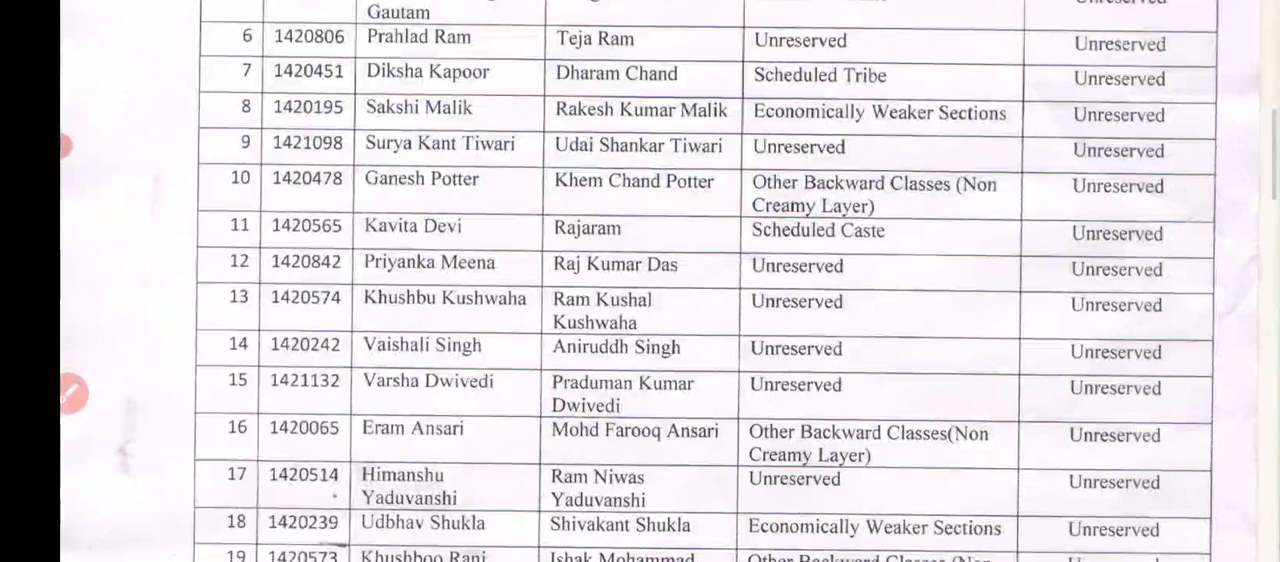 Gautam
6 1420806 Prahlad Ram Teja Ram Unreserved Unreserved
7 1420451 Diksha Kapoor Dharam Chand Scheduled Tribe Unreserved
8 1420195 Sakshi Malik Rakesh Kumar Malik Economically Weaker Sections Unreserved
9 1421098 Surya Kant Tiwari Udai Shankar Tiwari Unreserved Unreserved
10 1420478 Ganesh Potter Khem Chand Potter Other Backward Classes (Non Unreserved
Creamy Layer)
11 1420565 Kavita Devi Rajaram Scheduled Caste Unreserved
12 1420842 Priyanka Meena Raj Kumar Das Unreserved Unreserved
13 1420574 Khushbu Kushwaha Ram Kushal Unreserved Unreserved
Kushwaha
14 1420242 Vaishali Singh Aniruddh Singh Unreserved Unreserved
15 1421132 Varsha Dwivedi Praduman Kumar Unreserved Unreserved
Dwivedi
16 1420065 Eram Ansari Mohd Farooq Ansari Other Backward Classes(Non Unreserved
Creamy Layer)
17 1420514 Himanshu Ram Niwas Unreserved Unreserved
Yaduvanshi Yaduvanshi
18 1420239 Udbhav Shukla Shivakant Shukla Economically Weaker Sections Unreserved
19 1420573 Khushboo Rani Ishak Mohammad Other Backward Classes (Non